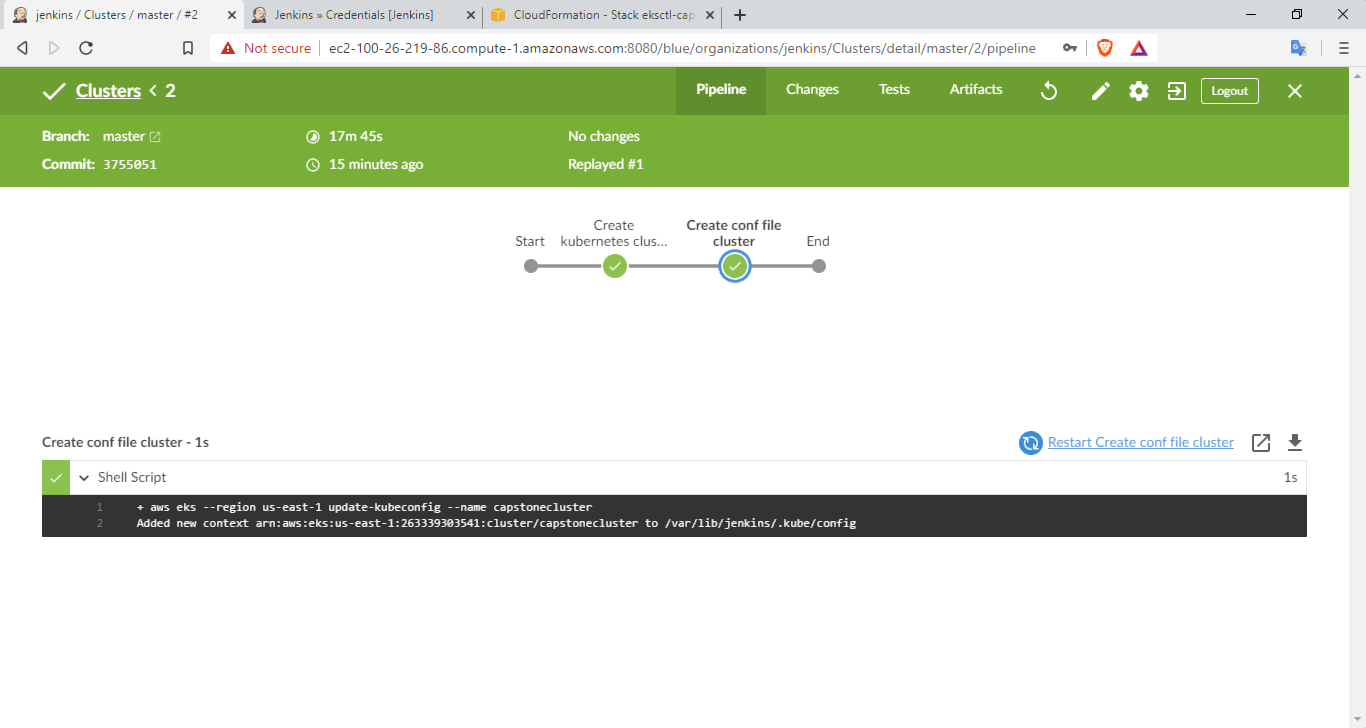 jenkins / Clusters / master / #2
Jenkins » Credentials [Jenkins]
CloudFormation - Stack eksctl-cap
Not secure
ec2-100-26-219-86.compute-1.amazonaws.com:8080/blue/organizations/jenkins/Clusters/detail/master/2/pipeline
Clusters < 2
Pipeline
Changes
Tests
Artifacts
Logout
Branch: master
17m 45s
No changes
Commit: 3755051
15 minutes ago
Replayed #1
Start
Create
kubernetes clus...
Create conf file
cluster
End
Create conf file cluster - 1s
Restart Create conf file cluster
Shell Script
1s
1 + aws eks --region us-east-1 update-kubeconfig --name capstonecluster
2 Added new context arn:aws:eks:us-east-1:263339303541:cluster/capstonecluster to /var/lib/jenkins/.kube/config